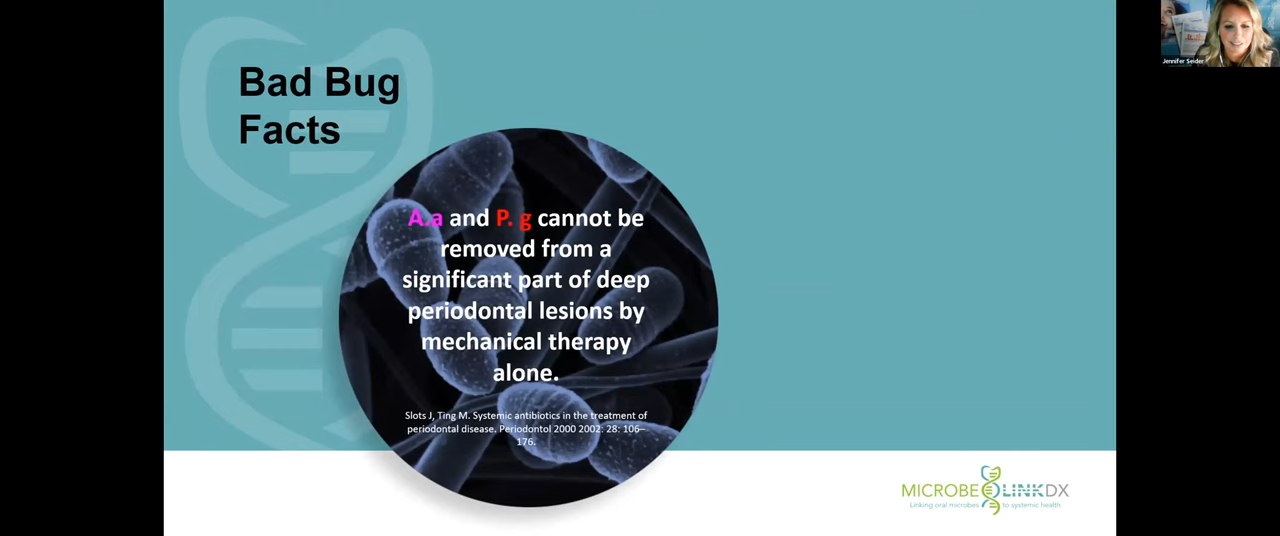 Jennifer Seider
Bad Bug
Facts
A.a and P. g cannot be
removed from a
significant part of deep
periodontal lesions by
mechanical therapy
alone.
Slots J, Ting M. Systemic antibiotics in the treatment of
periodontal disease. Periodontol 2000 2002: 28: 106–
176.
MICROBE LINKDX
Linking oral microbes to systemic health